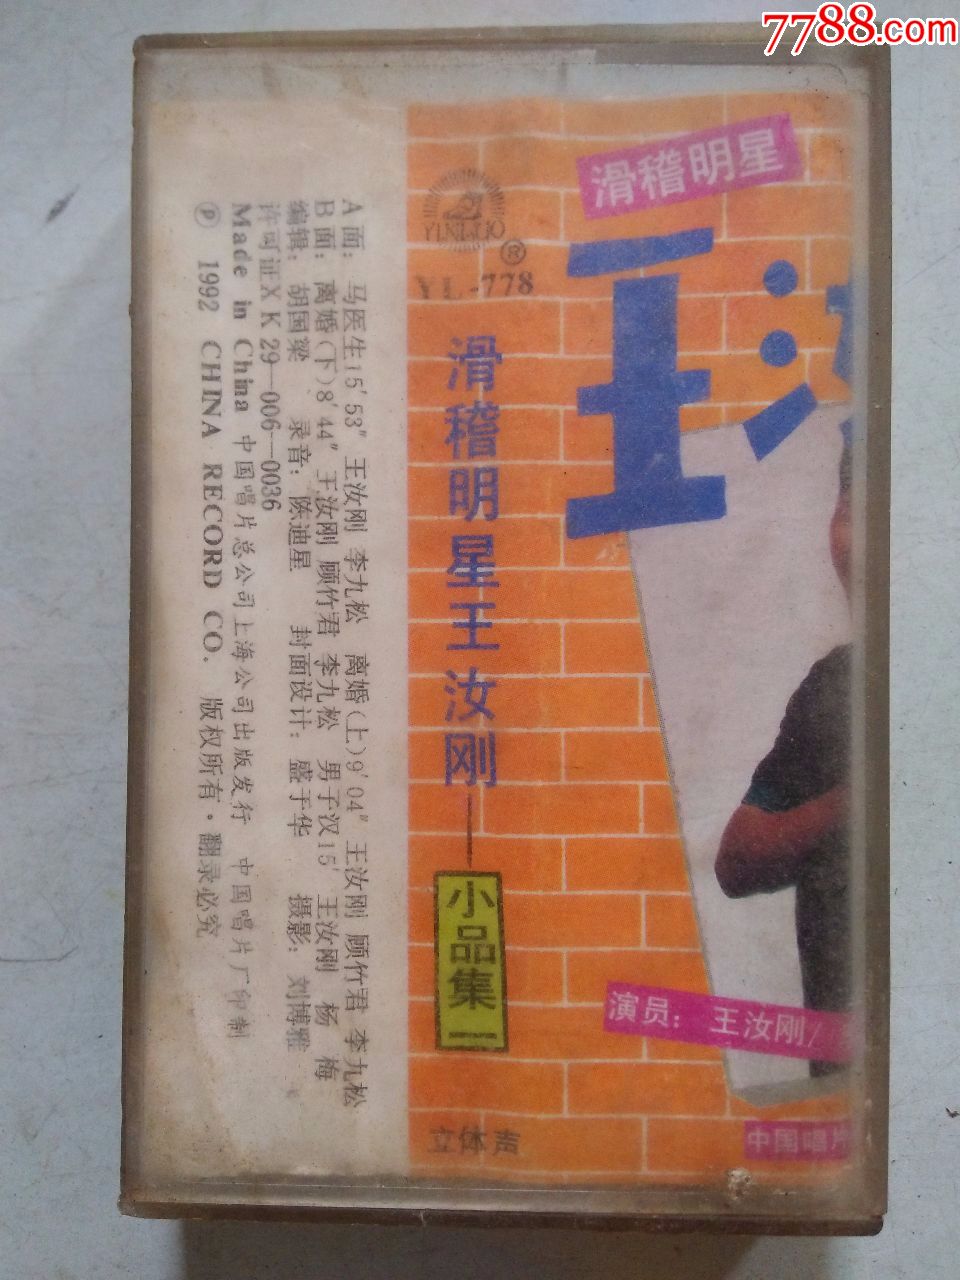 7788.com
滑稽明星
王汝
YL-778
®
滑稽明星王汝刚——小品集一
立体声
演员：王汝刚/
中国唱片
A面：马医生15′53″ 王汝刚 李九松 离婚(上)9′04″ 王汝刚 顾竹君 李九松
B面：离婚(下)8′44″ 王汝刚 顾竹君 李九松 男子汉15′ 王汝刚 杨梅
编辑：胡国梁 录音：陈迪星 封面设计：盛于华 摄影：刘博雅
许可证XK29—006—0036
Made in China 中国唱片总公司上海公司出版发行 中国唱片厂印制
Ⓟ 1992 CHINA RECORD CO. 版权所有·翻录必究